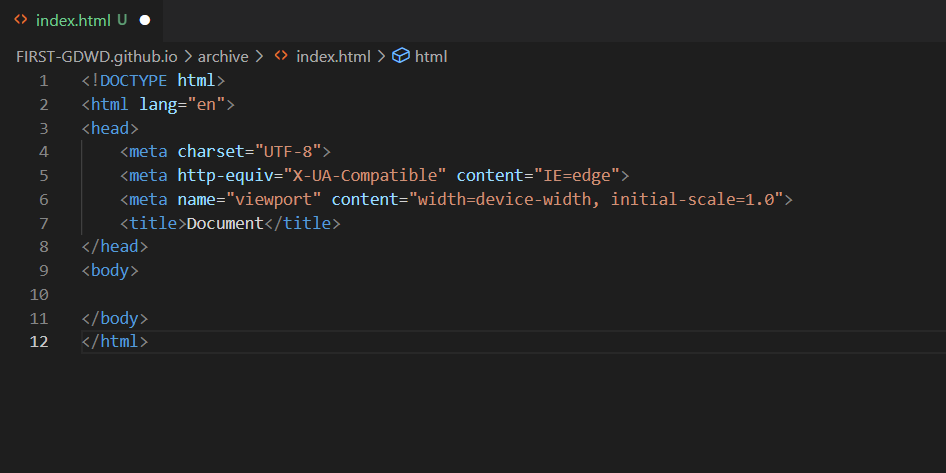 index.html U
FIRST-GDWD.github.io > archive > index.html > html
1 <!DOCTYPE html>
2 <html lang="en">
3 <head>
4     <meta charset="UTF-8">
5     <meta http-equiv="X-UA-Compatible" content="IE=edge">
6     <meta name="viewport" content="width=device-width, initial-scale=1.0">
7     <title>Document</title>
8 </head>
9 <body>
10
11 </body>
12 </html>